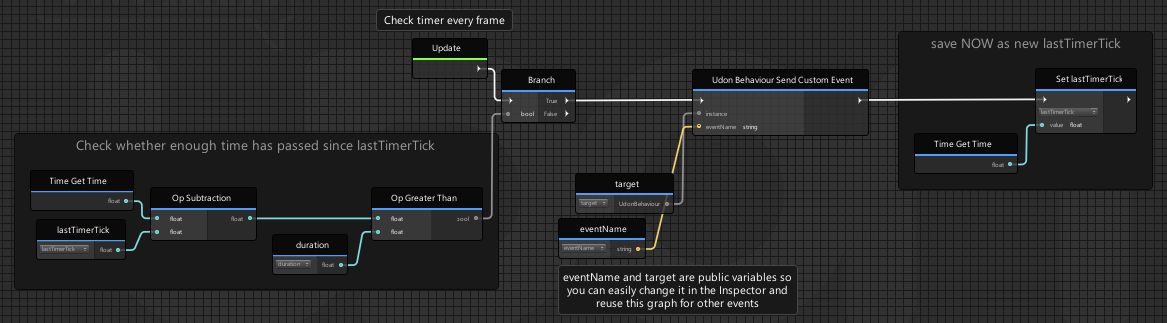 Check timer every frame
Update
Branch
True
bool
False
Udon Behaviour Send Custom Event
instance
eventName string
save NOW as new lastTimerTick
Set lastTimerTick
lastTimerTick
value float
Time Get Time
float
Check whether enough time has passed since lastTimerTick
Time Get Time
float
lastTimerTick
lastTimerTick
float
Op Subtraction
float
float
float
duration
duration
float
Op Greater Than
float
bool
float
target
target
UdonBehaviour
eventName
eventName
string
eventName and target are public variables so
you can easily change it in the Inspector and
reuse this graph for other events